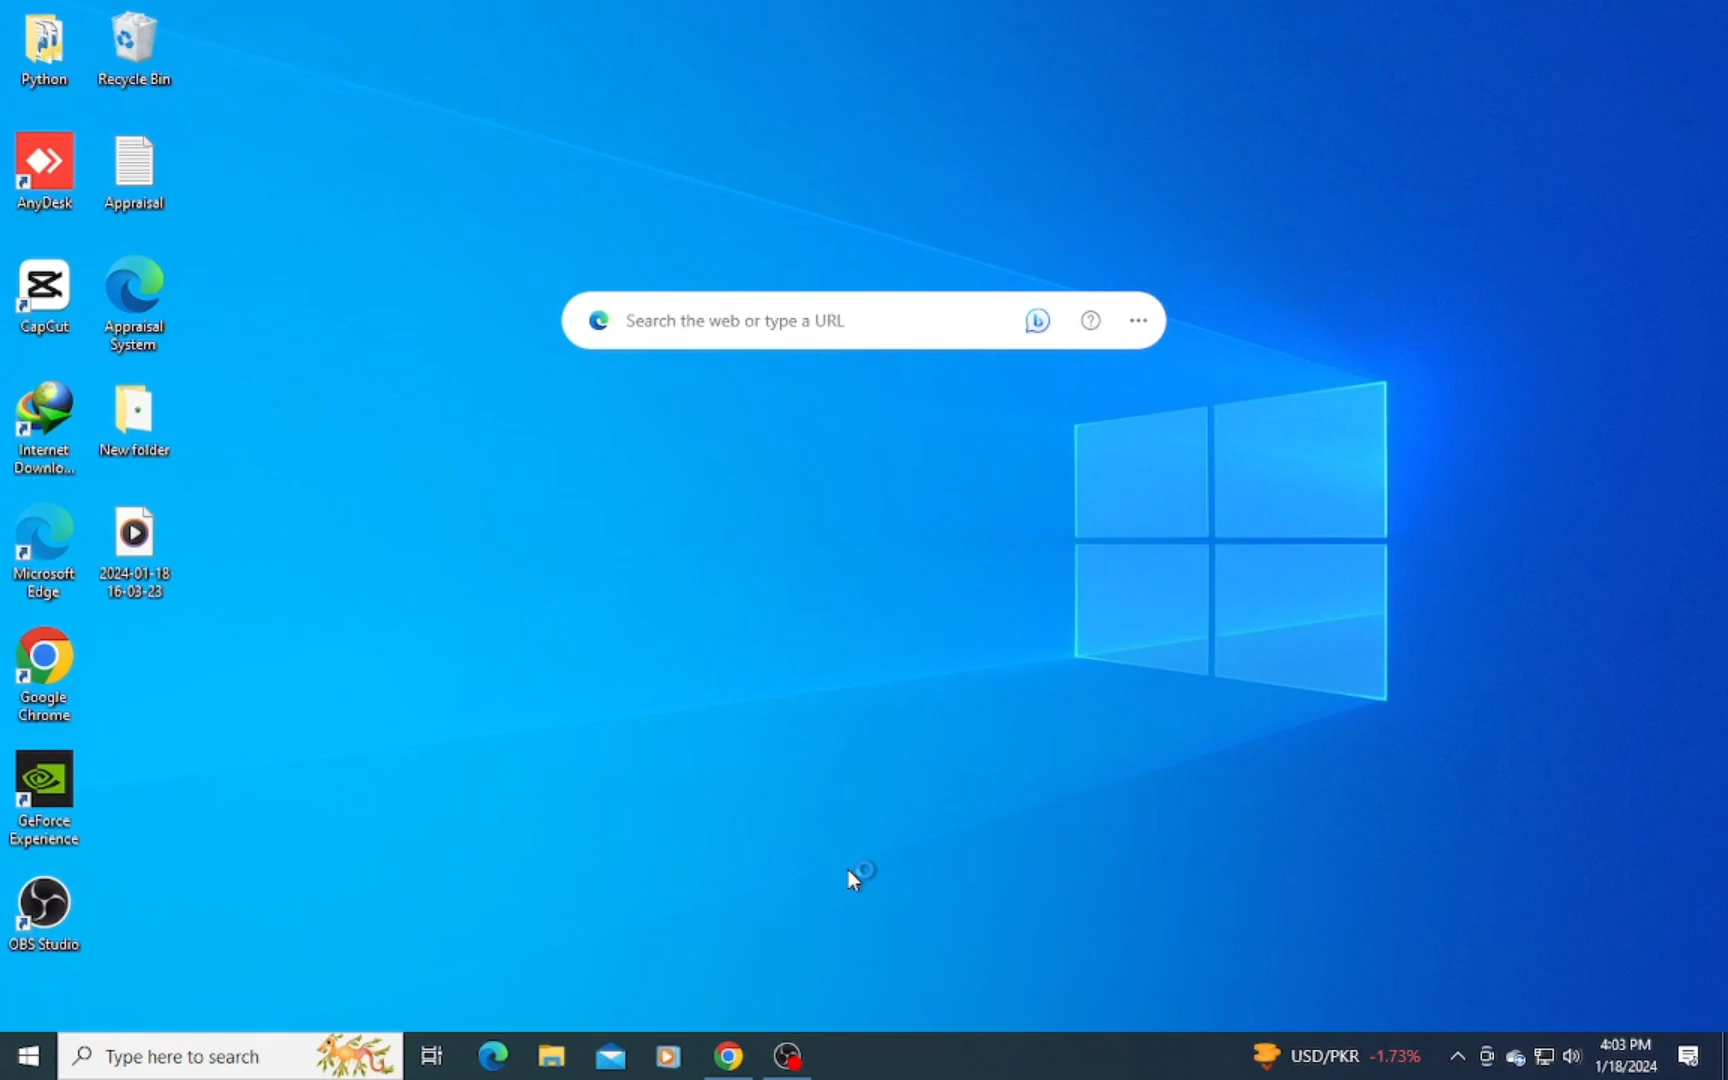 Python
Recycle Bin
AnyDesk
Appraisal
CapCut
Appraisal
System
Internet
Downlo...
New folder
Microsoft
Edge
2024-01-18
16-03-23
Google
Chrome
GeForce
Experience
OBS Studio
Search the web or type a URL
Type here to search
USD/PKR -1.73%
4:03 PM
1/18/2024